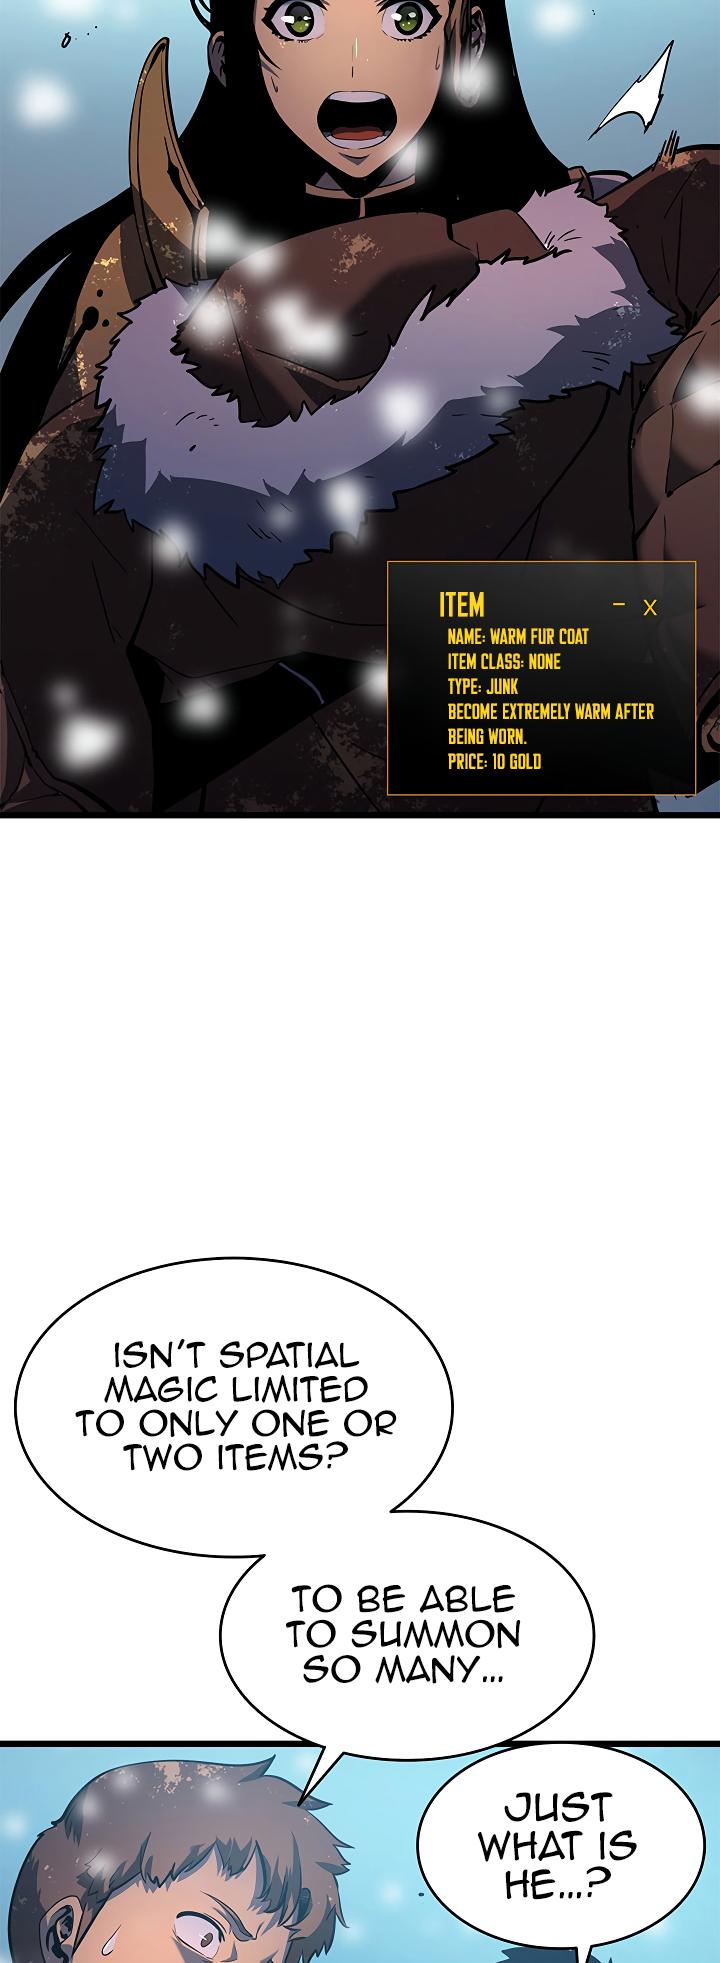 ITEM - X
NAME: WARM FUR COAT
ITEM CLASS: NONE
TYPE: JUNK
BECOME EXTREMELY WARM AFTER
BEING WORN.
PRICE: 10 GOLD
ISN'T SPATIAL
MAGIC LIMITED
TO ONLY ONE OR
TWO ITEMS?
TO BE ABLE
TO SUMMON
SO MANY...
JUST
WHAT IS
HE...?